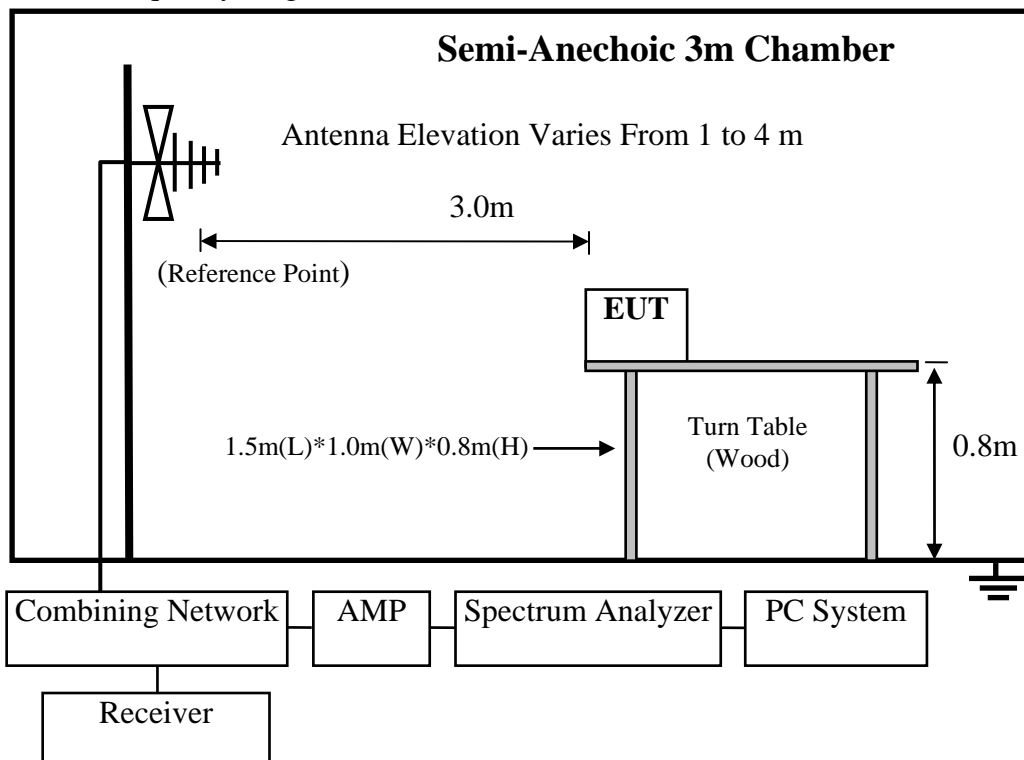 Semi-Anechoic 3m Chamber
Antenna Elevation Varies From 1 to 4 m
3.0m
(Reference Point)
EUT
1.5m(L)*1.0m(W)*0.8m(H)
Turn Table
(Wood)
0.8m
Combining Network
AMP
Spectrum Analyzer
PC System
Receiver